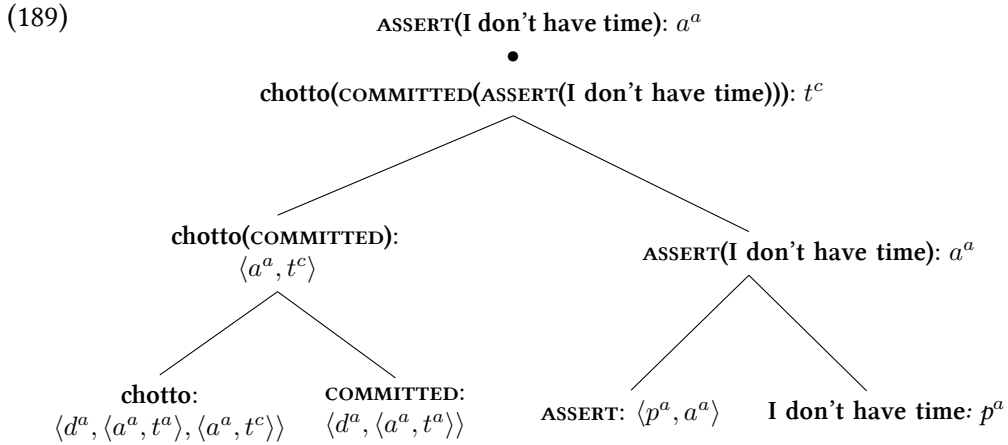 (189)
ASSERT(I don't have time): a^a
•
chotto(COMMITTED(ASSERT(I don't have time))): t^c
chotto(COMMITTED):
⟨a^a, t^c⟩
ASSERT(I don't have time): a^a
chotto:
⟨d^a, ⟨a^a, t^a⟩, ⟨a^a, t^c⟩⟩
COMMITTED:
⟨d^a, ⟨a^a, t^a⟩⟩
ASSERT: ⟨p^a, a^a⟩
I don't have time: p^a